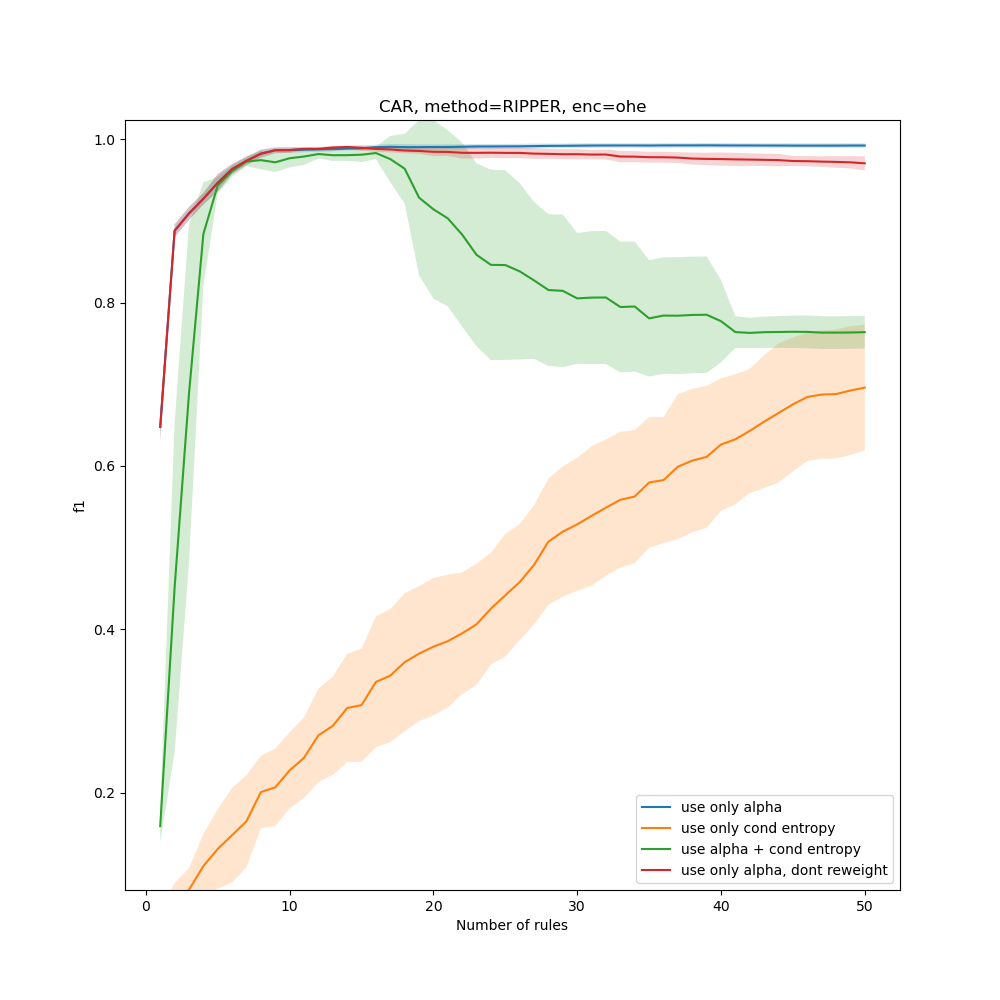 CAR, method=RIPPER, enc=ohe
1.0
0.8
0.6
0.4
0.2
f1
0
10
20
30
40
50
Number of rules
use only alpha
use only cond entropy
use alpha + cond entropy
use only alpha, dont reweight